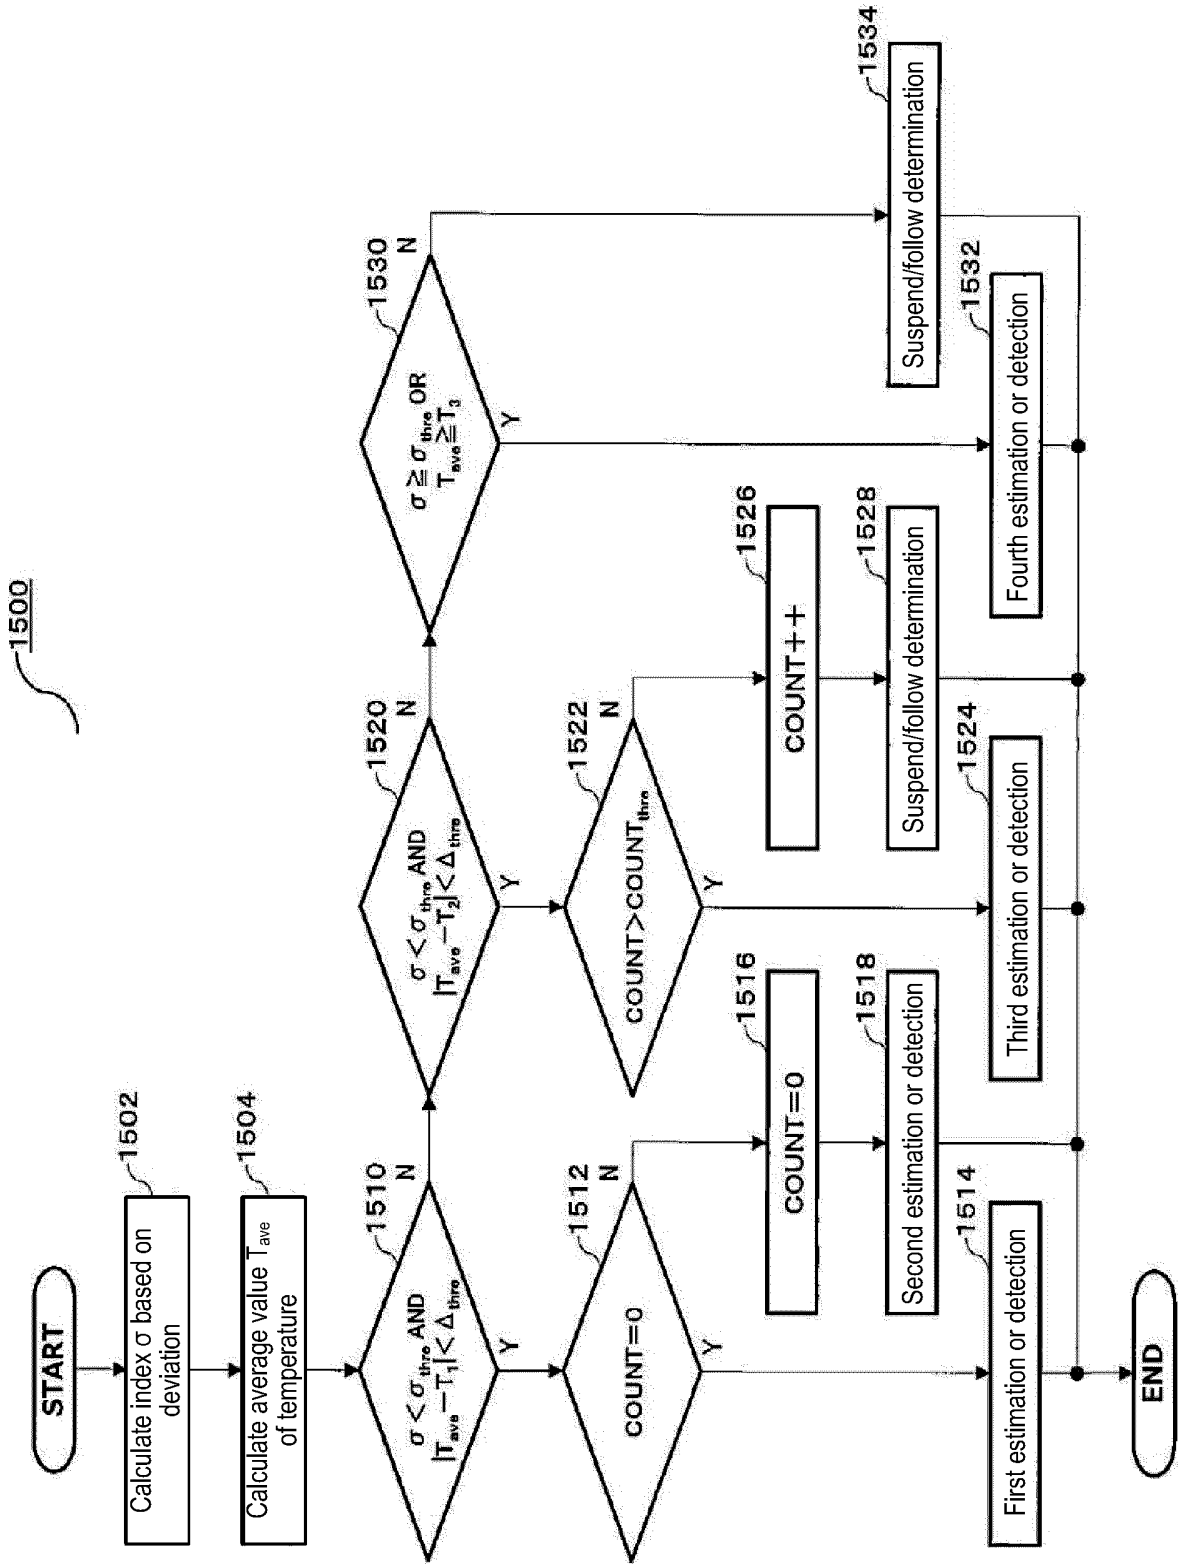 1500
START
Calculate index σ based on
deviation
1502
Calculate average value Tave
of temperature
1504
σ < σthre AND
|Tave−T1| < Δthre
1510
N
Y
COUNT=0
1512
N
Y
First estimation or detection
1514
COUNT=0
1516
Second estimation or detection
1518
σ < σthre AND
|Tave−T2| < Δthre
1520
N
Y
COUNT>COUNTthre
1522
N
Y
Third estimation or detection
1524
COUNT++
1526
Suspend/follow determination
1528
σ ≧ σthre OR
Tave ≧ T3
1530
N
Y
Fourth estimation or detection
1532
Suspend/follow determination
1534
END